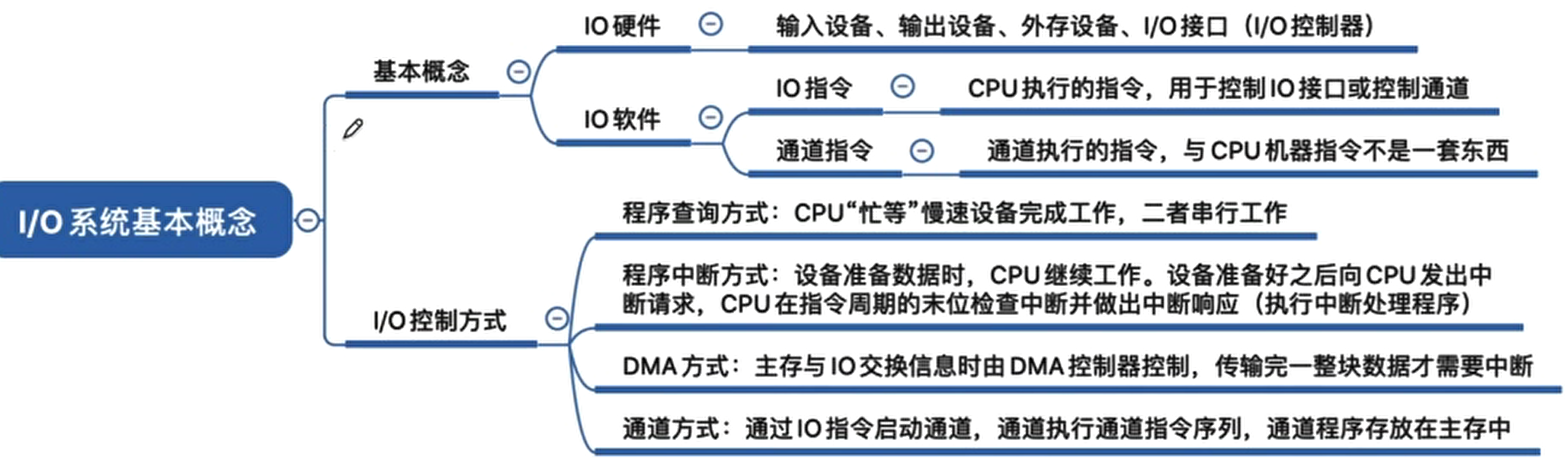 I/O 系统基本概念
基本概念
IO 硬件
输入设备、输出设备、外存设备、I/O 接口（I/O 控制器）
IO 软件
IO 指令
CPU 执行的指令，用于控制 IO 接口或控制通道
通道指令
通道执行的指令，与 CPU 机器指令不是一套东西
I/O 控制方式
程序查询方式：CPU“忙等”慢速设备完成工作，二者串行工作
程序中断方式：设备准备数据时，CPU 继续工作。设备准备好之后向 CPU 发出中
断请求，CPU 在指令周期的末位检查中断并做出中断响应（执行中断处理程序）
DMA 方式：主存与 IO 交换信息时由 DMA 控制器控制，传输完一整块数据才需要中断
通道方式：通过 IO 指令启动通道，通道执行通道指令序列，通道程序存放在主存中